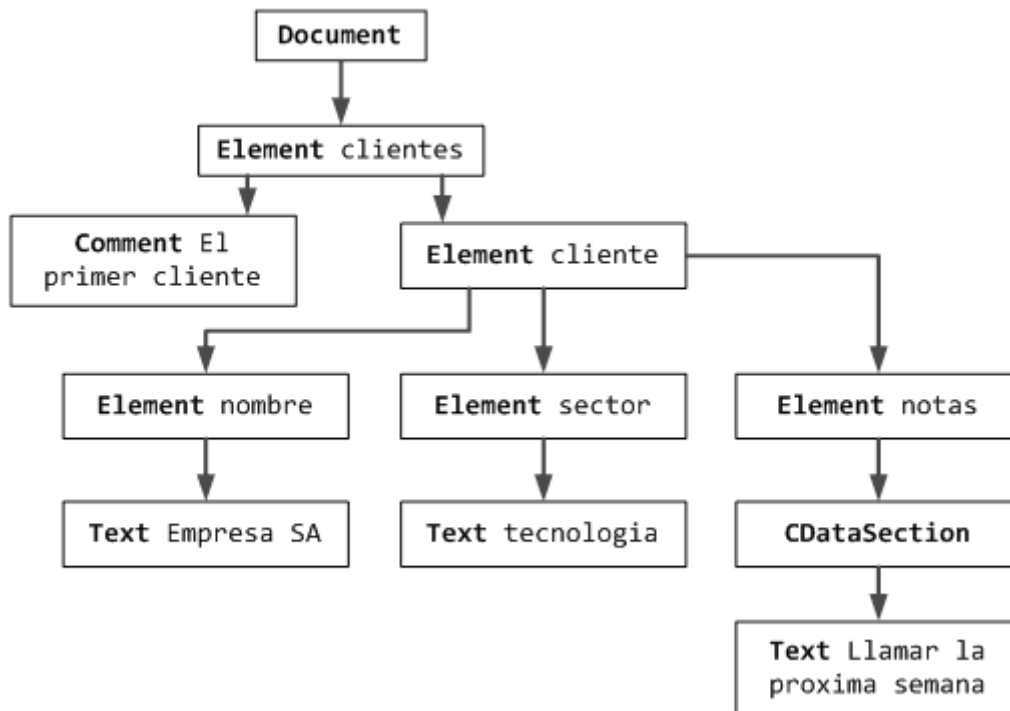 Document
Element clientes
Comment El
primer cliente
Element cliente
Element nombre
Element sector
Element notas
Text Empresa SA
Text tecnologia
CDataSection
Text Llamar la
proxima semana